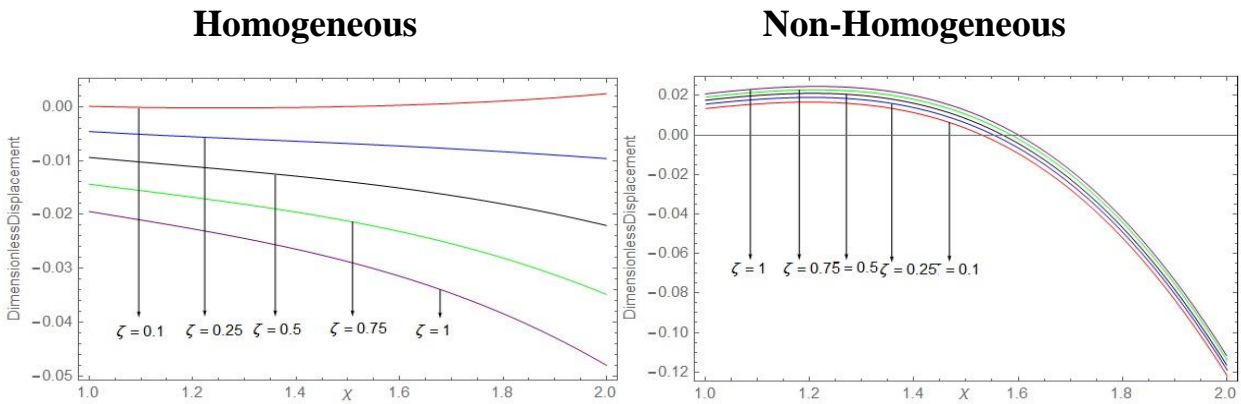 Homogeneous Non-Homogeneous
DimensionlessDisplacement
0.00
−0.01
−0.02
−0.03
−0.04
−0.05
ζ = 0.1 ζ = 0.25 ζ = 0.5 ζ = 0.75 ζ = 1
1.0 1.2 1.4 1.6 1.8 2.0
χ
DimensionlessDisplacement
0.02
0.00
−0.02
−0.04
−0.06
−0.08
−0.10
−0.12
ζ = 1 ζ = 0.75 = 0.5 ζ = 0.25 = 0.1
1.0 1.2 1.4 1.6 1.8 2.0
χ